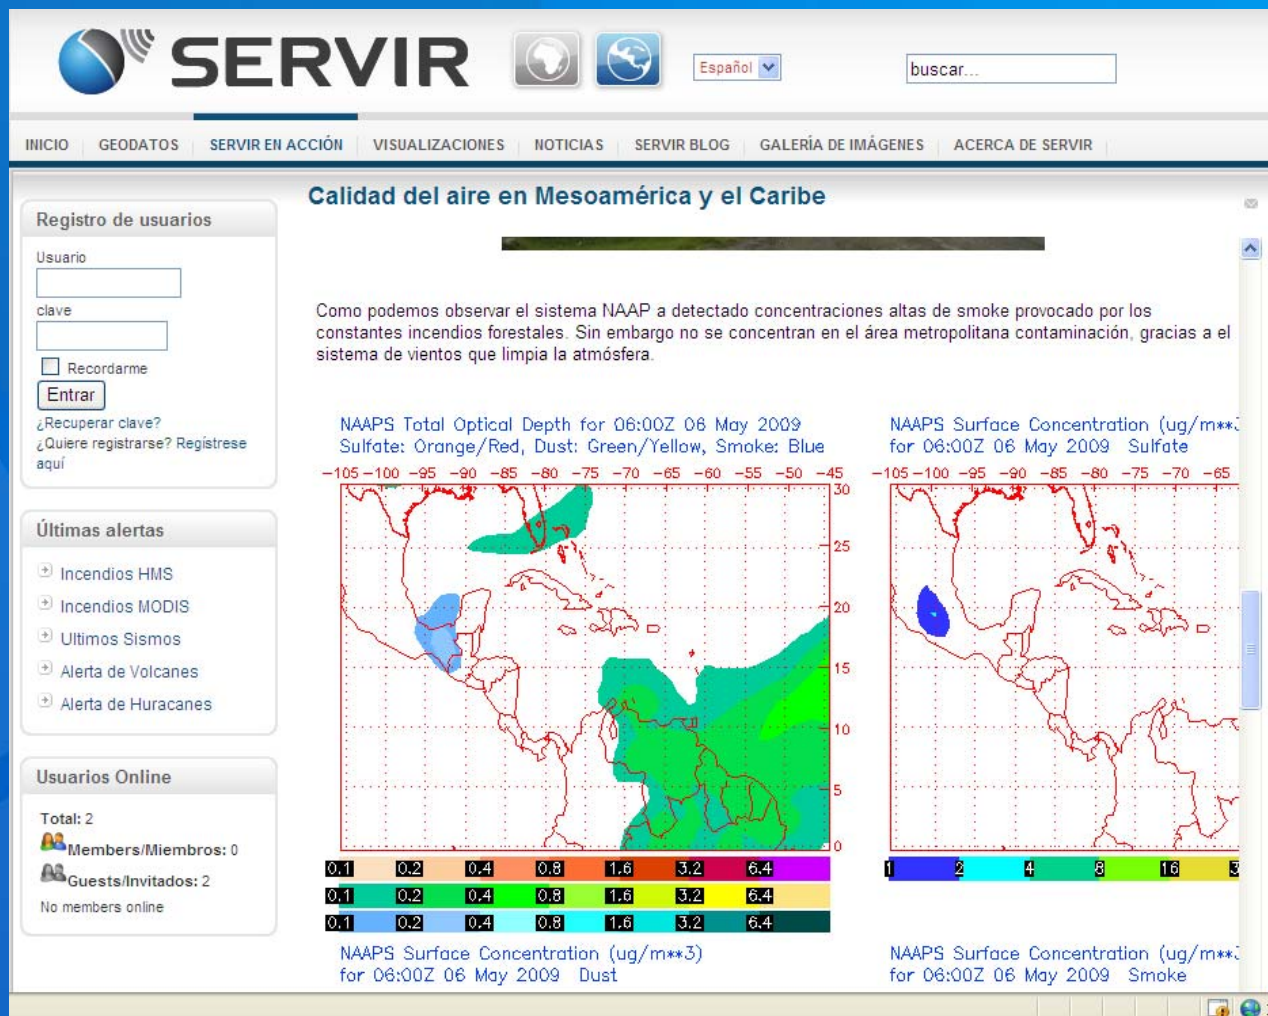 SERVIR
Español
buscar...
INICIO GEODATOS SERVIR EN ACCIÓN VISUALIZACIONES NOTICIAS SERVIR BLOG GALERÍA DE IMÁGENES ACERCA DE SERVIR
Registro de usuarios
Usuario
clave
Recordarme
Entrar
¿Recuperar clave?
¿Quiere registrarse? Regístrese
aquí
Últimas alertas
Incendios HMS
Incendios MODIS
Ultimos Sismos
Alerta de Volcanes
Alerta de Huracanes
Usuarios Online
Total: 2
Members/Miembros: 0
Guests/Invitados: 2
No members online
Calidad del aire en Mesoamérica y el Caribe
Como podemos observar el sistema NAAP a detectado concentraciones altas de smoke provocado por los
constantes incendios forestales. Sin embargo no se concentran en el área metropolitana contaminación, gracias a el
sistema de vientos que limpia la atmósfera.
NAAPS Total Optical Depth for 06:00Z 06 May 2009
Sulfate: Orange/Red, Dust: Green/Yellow, Smoke: Blue
-105 -100 -95 -90 -85 -80 -75 -70 -65 -60 -55 -50 -45
30
25
20
15
10
5
0
0.1 0.2 0.4 0.8 1.6 3.2 6.4
0.1 0.2 0.4 0.8 1.6 3.2 6.4
0.1 0.2 0.4 0.8 1.6 3.2 6.4
NAAPS Surface Concentration (ug/m**3)
for 06:00Z 06 May 2009 Dust
NAAPS Surface Concentration (ug/m**
for 06:00Z 06 May 2009 Sulfate
-105 -100 -95 -90 -85 -80 -75 -70 -65
1 2 4 8 16 3
NAAPS Surface Concentration (ug/m**
for 06:00Z 06 May 2009 Smoke